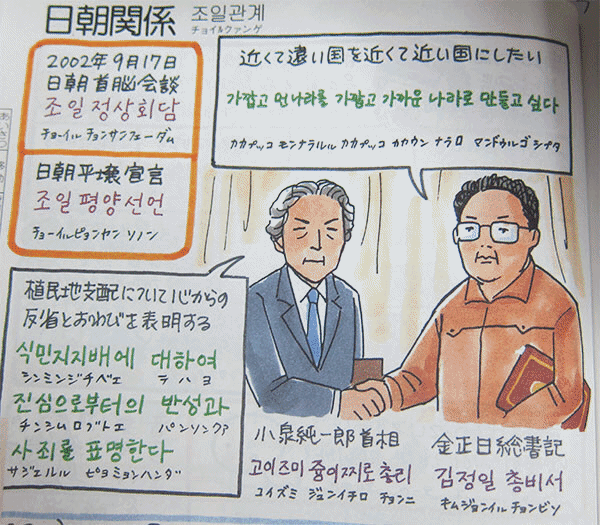 日朝関係 조일관계
チョイルクァンゲ
2002年9月17日
日朝首脳会談
조일정상회담
チョーイル チョンサンフェーダム
日朝平壌宣言
조일평양선언
チョーイルピョンヤン ソノン
近くて遠い国を近くて近い国にしたい
가깝고 먼나라를 가깝고 가까운 나라로 만들고 싶다
カカプッコ モンナラルル カカプッコ カカウン ナラロ マンドゥルゴ シプタ
植民地支配について心からの
反省とおわびを表明する
식민지지배에 대하여
シンミンジチベエ テハヨ
진심으로부터의 반성과
チンシムロブトエ パンソンクァ
사죄를 표명한다
サジェルル ピョミョンハンダ
小泉純一郎首相
고이즈미 쥰이찌로 총리
コイズミ ジュンイチロ チョンニ
金正日総書記
김정일 총비서
キムジョンイル チョンビソ